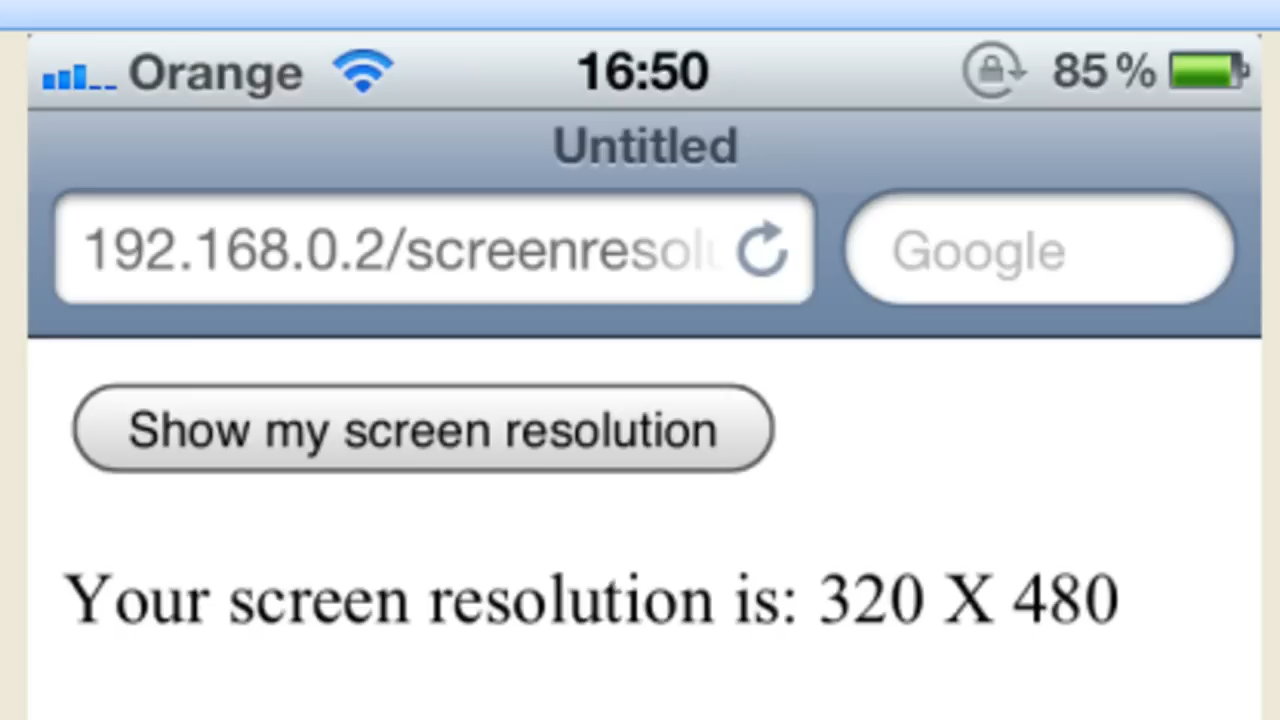 Orange 16:50 85%
Untitled
192.168.0.2/screenresolu Google
Show my screen resolution
Your screen resolution is: 320 X 480